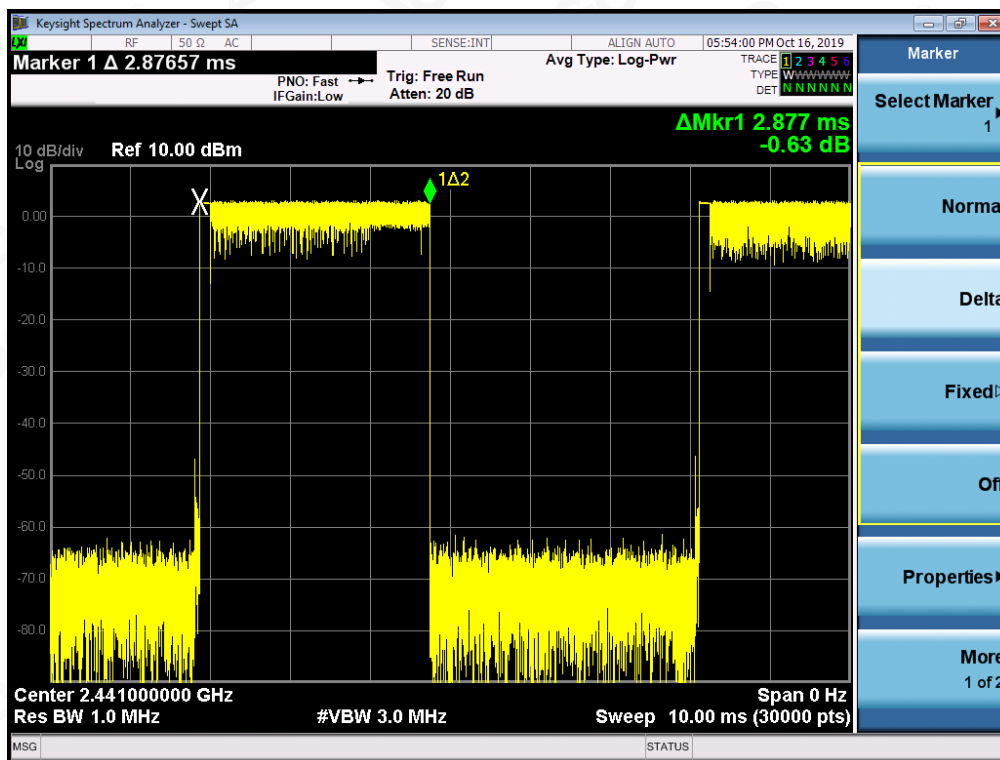 Keysight Spectrum Analyzer - Swept SA
LXI RF 50 Ω AC SENSE:INT ALIGN AUTO 05:54:00 PM Oct 16, 2019
Marker 1 Δ 2.87657 ms
PNO: Fast
IFGain:Low
Trig: Free Run
Atten: 20 dB
Avg Type: Log-Pwr
TRACE 1 2 3 4 5 6
TYPE WWWWWWW
DET N N N N N N
ΔMkr1 2.877 ms
-0.63 dB
10 dB/div Ref 10.00 dBm
Log
1Δ2
0.00
-10.0
-20.0
-30.0
-40.0
-50.0
-60.0
-70.0
-80.0
Center 2.441000000 GHz Span 0 Hz
Res BW 1.0 MHz #VBW 3.0 MHz Sweep 10.00 ms (30000 pts)
MSG STATUS
Marker
Select Marker
1
Norma
Delta
Fixed
Off
Properties
More
1 of 2